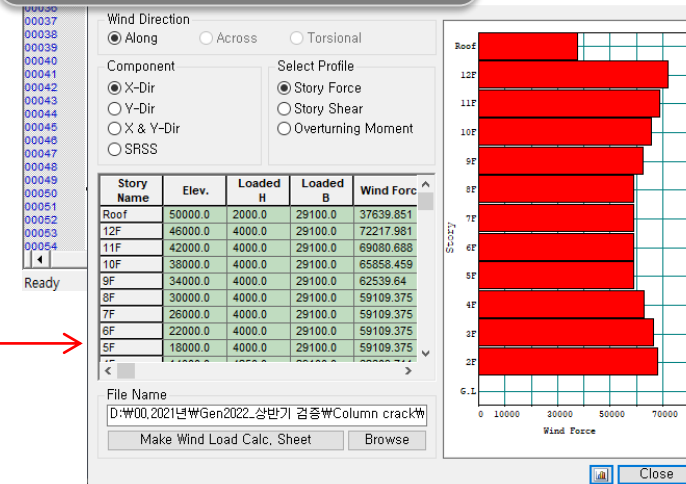 00036
00037
00038
00039
00040
00041
00042
00043
00044
00045
00046
00047
00048
00049
00050
00051
00052
00053
00054
Ready
Wind Direction
Along Across Torsional
Component
X-Dir
Y-Dir
X & Y-Dir
SRSS
Select Profile
Story Force
Story Shear
Overturning Moment
Story Name Elev. Loaded H Loaded B Wind Forc
Roof 50000.0 2000.0 29100.0 37639.851
12F 46000.0 4000.0 29100.0 72217.981
11F 42000.0 4000.0 29100.0 69080.688
10F 38000.0 4000.0 29100.0 65858.459
9F 34000.0 4000.0 29100.0 62539.64
8F 30000.0 4000.0 29100.0 59109.375
7F 26000.0 4000.0 29100.0 59109.375
6F 22000.0 4000.0 29100.0 59109.375
5F 18000.0 4000.0 29100.0 59109.375
File Name
D:₩00,2021년₩Gen2022_상반기 검증₩Column crack₩
Make Wind Load Calc, Sheet Browse
Story
Roof
12F
11F
10F
9F
8F
7F
6F
5F
4F
3F
2F
G.L
0 10000 30000 50000 70000
Wind Force
Close